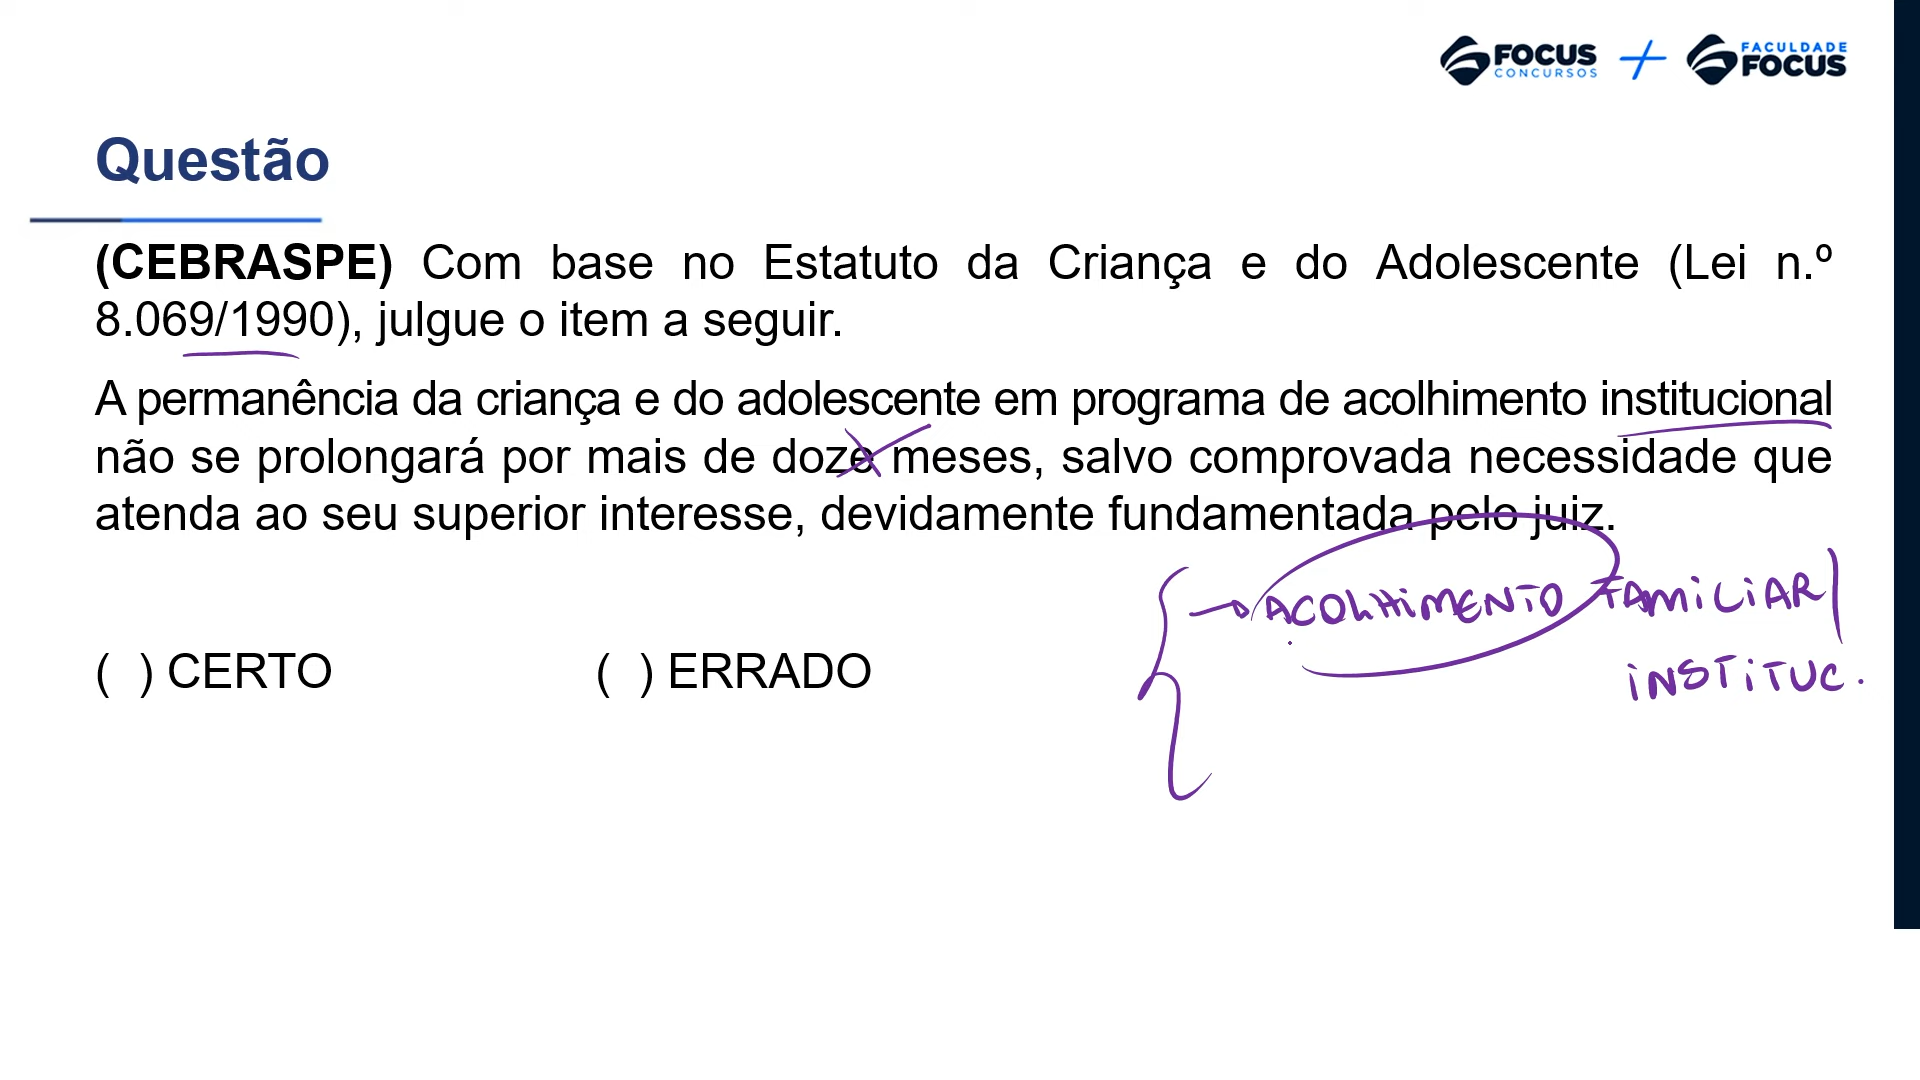 FOCUS CONCURSOS + FACULDADE FOCUS
Questão
(CEBRASPE) Com base no Estatuto da Criança e do Adolescente (Lei n.º
8.069/1990), julgue o item a seguir.
A permanência da criança e do adolescente em programa de acolhimento institucional
não se prolongará por mais de doze meses, salvo comprovada necessidade que
atenda ao seu superior interesse, devidamente fundamentada pelo juiz.
→ ACOLHIMENTO FAMILIAR
( ) CERTO ( ) ERRADO
INSTITUC.